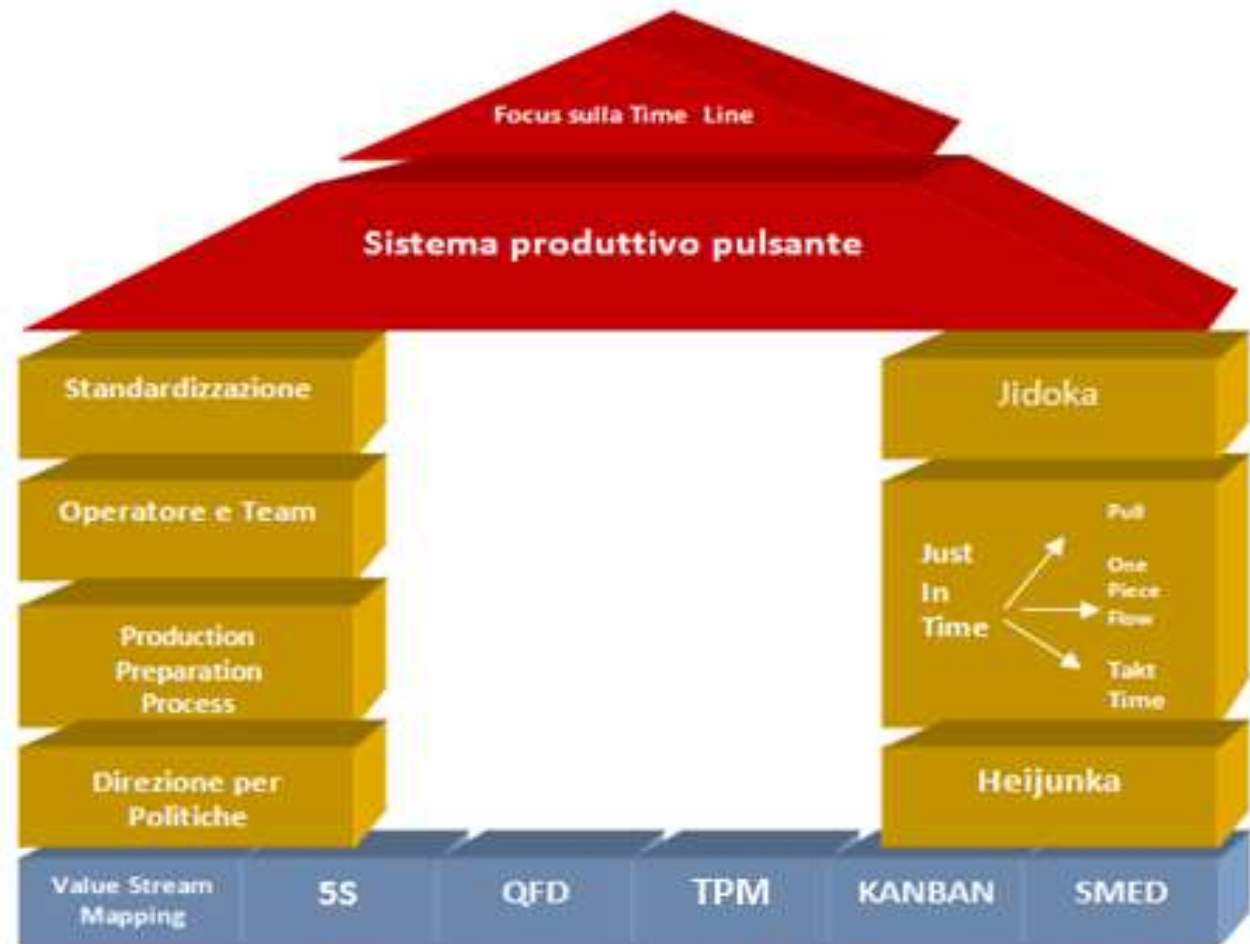 Focus sulla Time Line
Sistema produttivo pulsante
Standardizzazione
Operatore e Team
Production
Preparation
Process
Direzione per
Politiche
Jidoka
Just
In
Time
Pull
One
Piece
Flow
Takt
Time
Heijunka
Value Stream
Mapping
5S
QFD
TPM
KANBAN
SMED